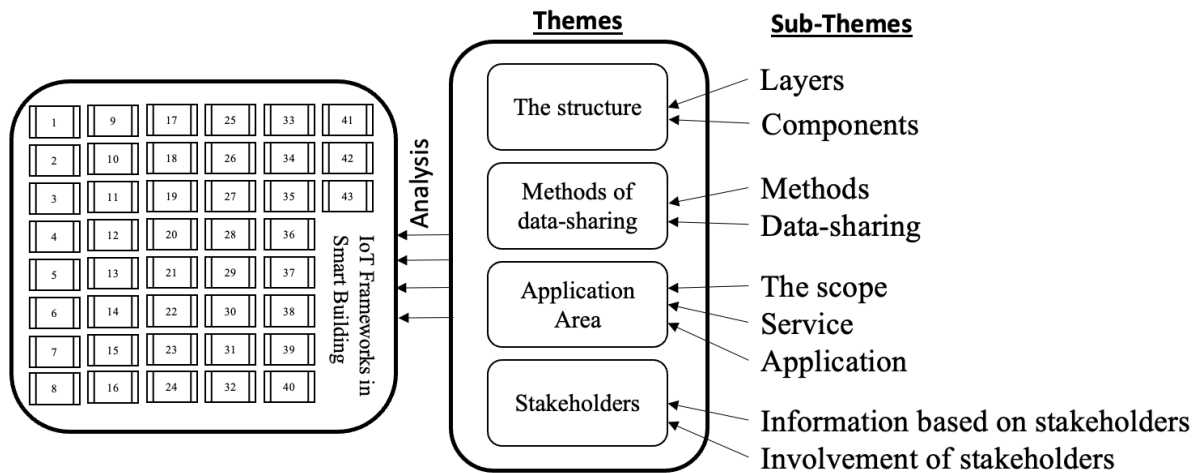 Themes
Sub-Themes
1
2
3
4
5
6
7
8
9
10
11
12
13
14
15
16
17
18
19
20
21
22
23
24
25
26
27
28
29
30
31
32
33
34
35
36
37
38
39
40
41
42
43
IoT Frameworks in
Smart Building
Analysis
The structure
Methods of
data-sharing
Application
Area
Stakeholders
Layers
Components
Methods
Data-sharing
The scope
Service
Application
Information based on stakeholders
Involvement of stakeholders